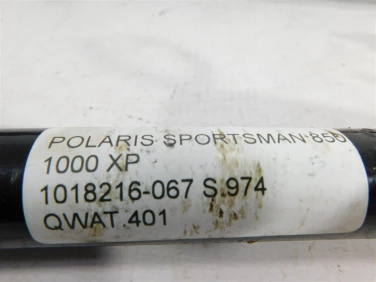 POLARIS SPORTSMAN 850
1000 XP
1018216-067 S.974
QWAT.401